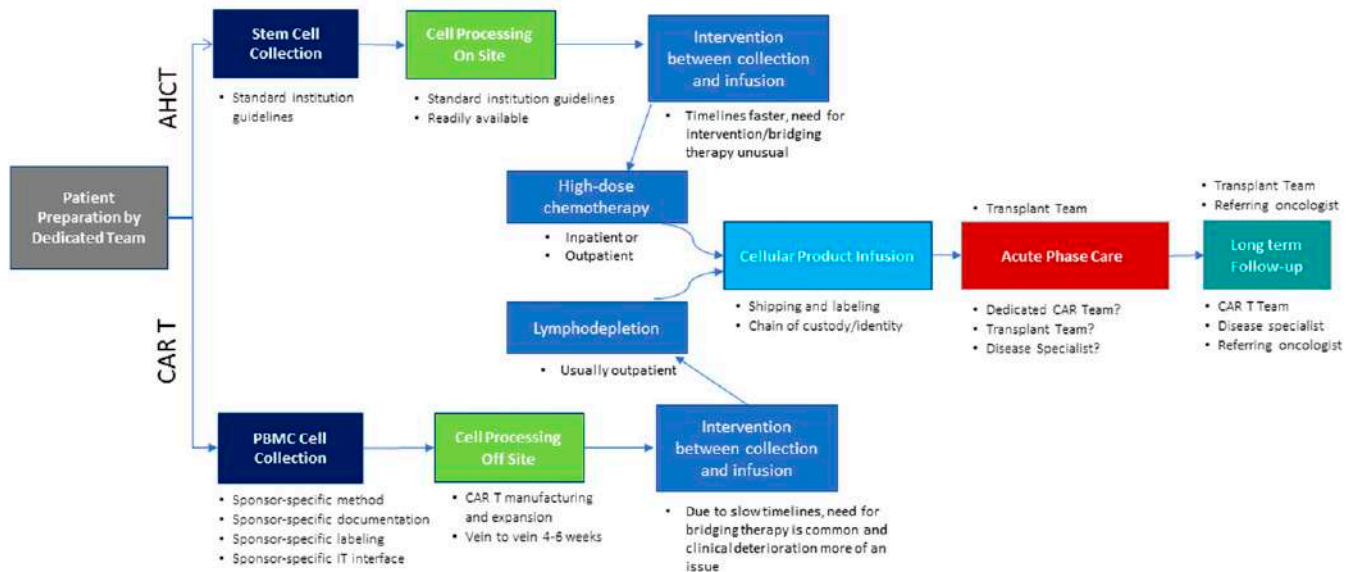 AHCT
Stem Cell
Collection
• Standard institution
guidelines
Cell Processing
On Site
• Standard institution guidelines
• Readily available
Intervention
between collection
and infusion
• Timelines faster, need for
intervention/bridging
therapy unusual
Patient
Preparation by
Dedicated Team
High-dose
chemotherapy
• Inpatient or
• Outpatient
Cellular Product Infusion
• Shipping and labeling
• Chain of custody/identity
• Transplant Team
Acute Phase Care
• Dedicated CAR Team?
• Transplant Team?
• Disease Specialist?
• Transplant Team
• Referring oncologist
Long term
Follow-up
• CAR T Team
• Disease specialist
• Referring oncologist
Lymphodepletion
• Usually outpatient
CAR T
PBMC Cell
Collection
• Sponsor-specific method
• Sponsor-specific documentation
• Sponsor-specific labeling
• Sponsor-specific IT interface
Cell Processing
Off Site
• CAR T manufacturing
and expansion
• Vein to vein 4-6 weeks
Intervention
between collection
and infusion
• Due to slow timelines, need for
bridging therapy is common and
clinical deterioration more of an
issue